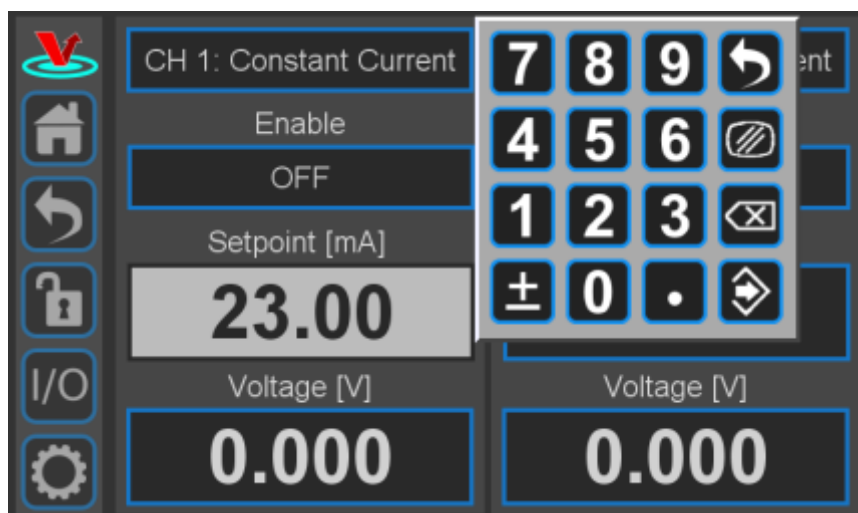 CH 1: Constant Current
ent
Enable
OFF
Setpoint [mA]
23.00
Voltage [V]
0.000
Voltage [V]
0.000
I/O
7 8 9
4 5 6
1 2 3
± 0 .